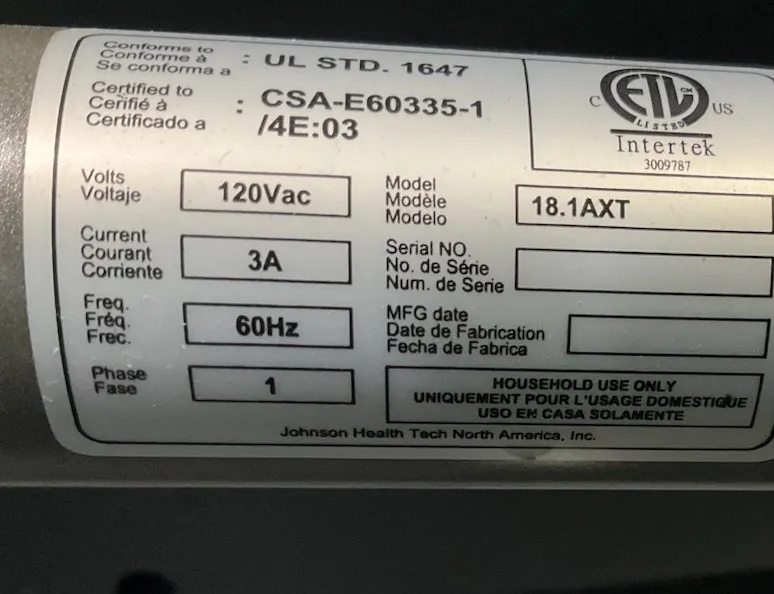 Conforms to
Conforme à : UL STD. 1647
Se conforma a
Certified to
Cerifié à : CSA-E60335-1
Certificado a /4E:03
C ETL CM US
LISTED
Intertek
3009787
Volts
Voltaje
120Vac
Model
Modèle
Modelo
18.1AXT
Current
Courant
Corriente
3A
Serial NO.
No. de Série
Num. de Serie
Freq.
Fréq.
Frec.
60Hz
MFG date
Date de Fabrication
Fecha de Fabrica
Phase
Fase
1
HOUSEHOLD USE ONLY
UNIQUEMENT POUR L'USAGE DOMESTIQUE
USO EN CASA SOLAMENTE
Johnson Health Tech North America, Inc.